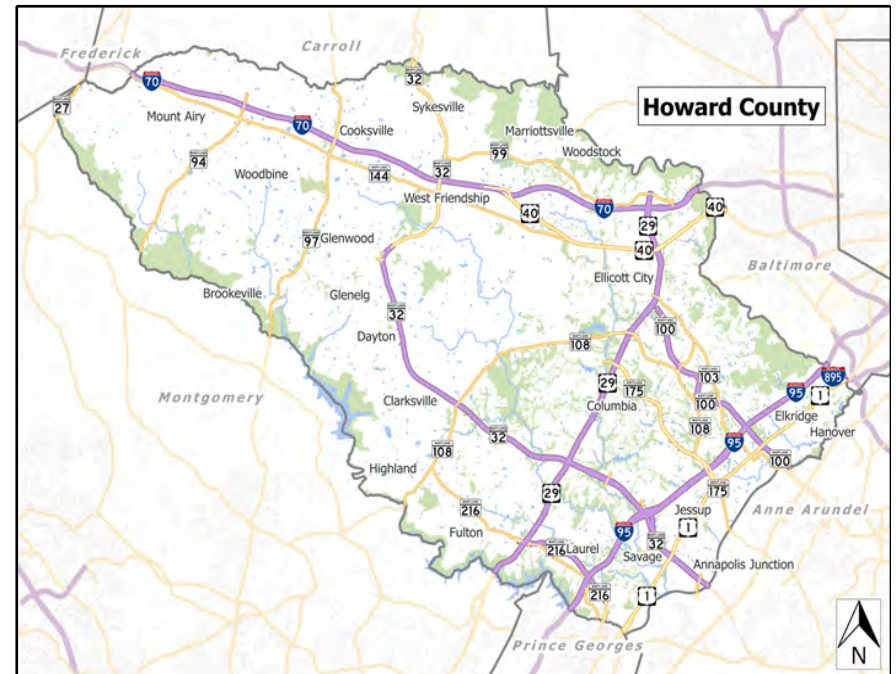 Howard County
Frederick
Carroll
Baltimore
Montgomery
Anne Arundel
Prince Georges
Mount Airy
Cooksville
Sykesville
Marriottsville
Woodstock
Woodbine
West Friendship
Glenwood
Ellicott City
Brookeville
Glenelg
Dayton
Clarksville
Columbia
Elkridge
Hanover
Highland
Fulton
Laurel
Savage
Jessup
Annapolis Junction
27
70
70
32
94
144
32
99
40
70
29
40
40
97
32
108
29
175
100
103
100
108
95
895
1
95
100
175
108
32
216
29
95
216
32
1
216
1
N